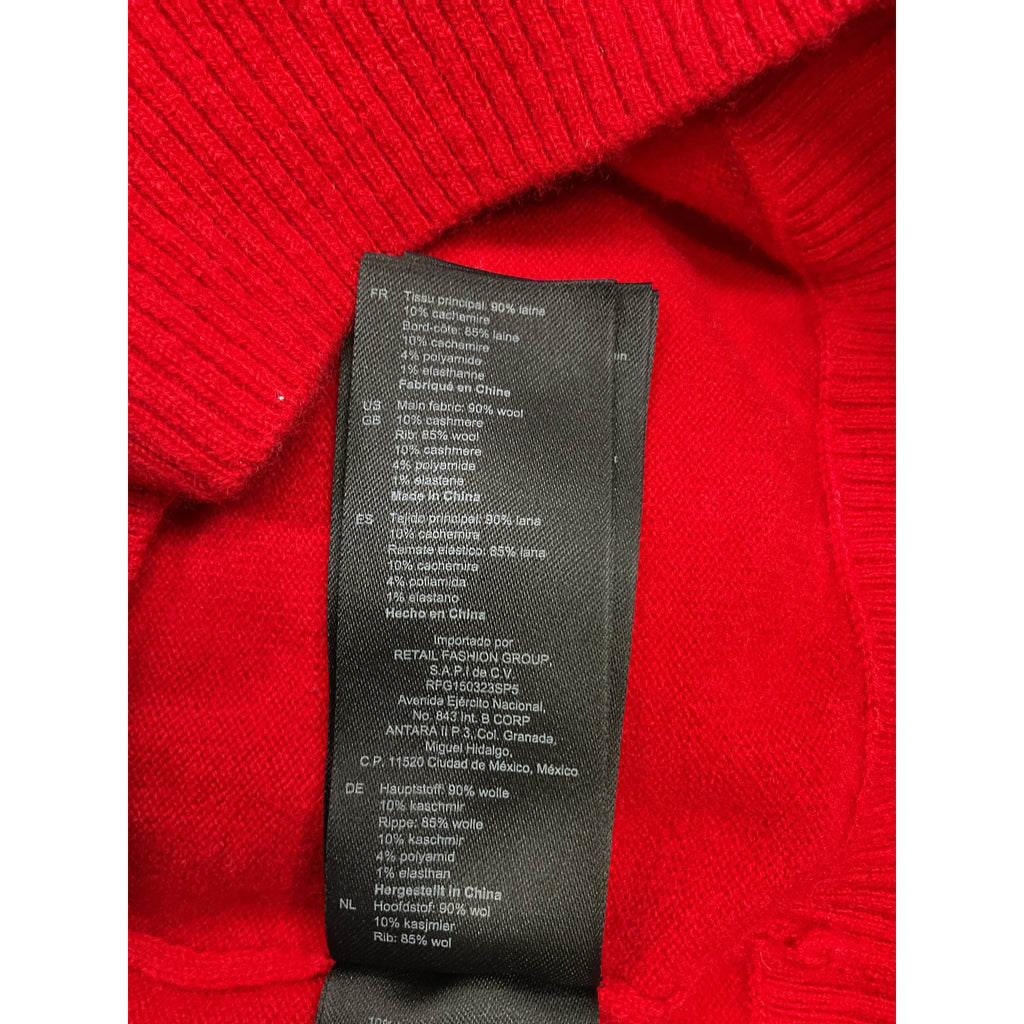 FR Tissu principal: 90% laine
10% cachemire
Bord-côte: 85% laine
10% cachemire
4% polyamide
1% élasthanne
Fabriqué en Chine
US Main fabric: 90% wool
GB 10% cashmere
Rib: 85% wool
10% cashmere
4% polyamide
1% elastane
Made in China
ES Tejido principal: 90% lana
10% cachemira
Remate elástico: 85% lana
10% cachemira
4% poliamida
1% elastano
Hecho en China
Importado por
RETAIL FASHION GROUP,
S.A.P.I de C.V.
RFG150323SP5
Avenida Ejército Nacional,
No. 843 Int. B CORP
ANTARA II P 3, Col. Granada,
Miguel Hidalgo,
C.P. 11520 Ciudad de México, México
DE Hauptstoff: 90% wolle
10% kaschmir
Rippe: 85% wolle
10% kaschmir
4% polyamid
1% elasthan
Hergestellt in China
NL Hoofdstof: 90% wol
10% kasjmier
Rib: 85% wol
10%